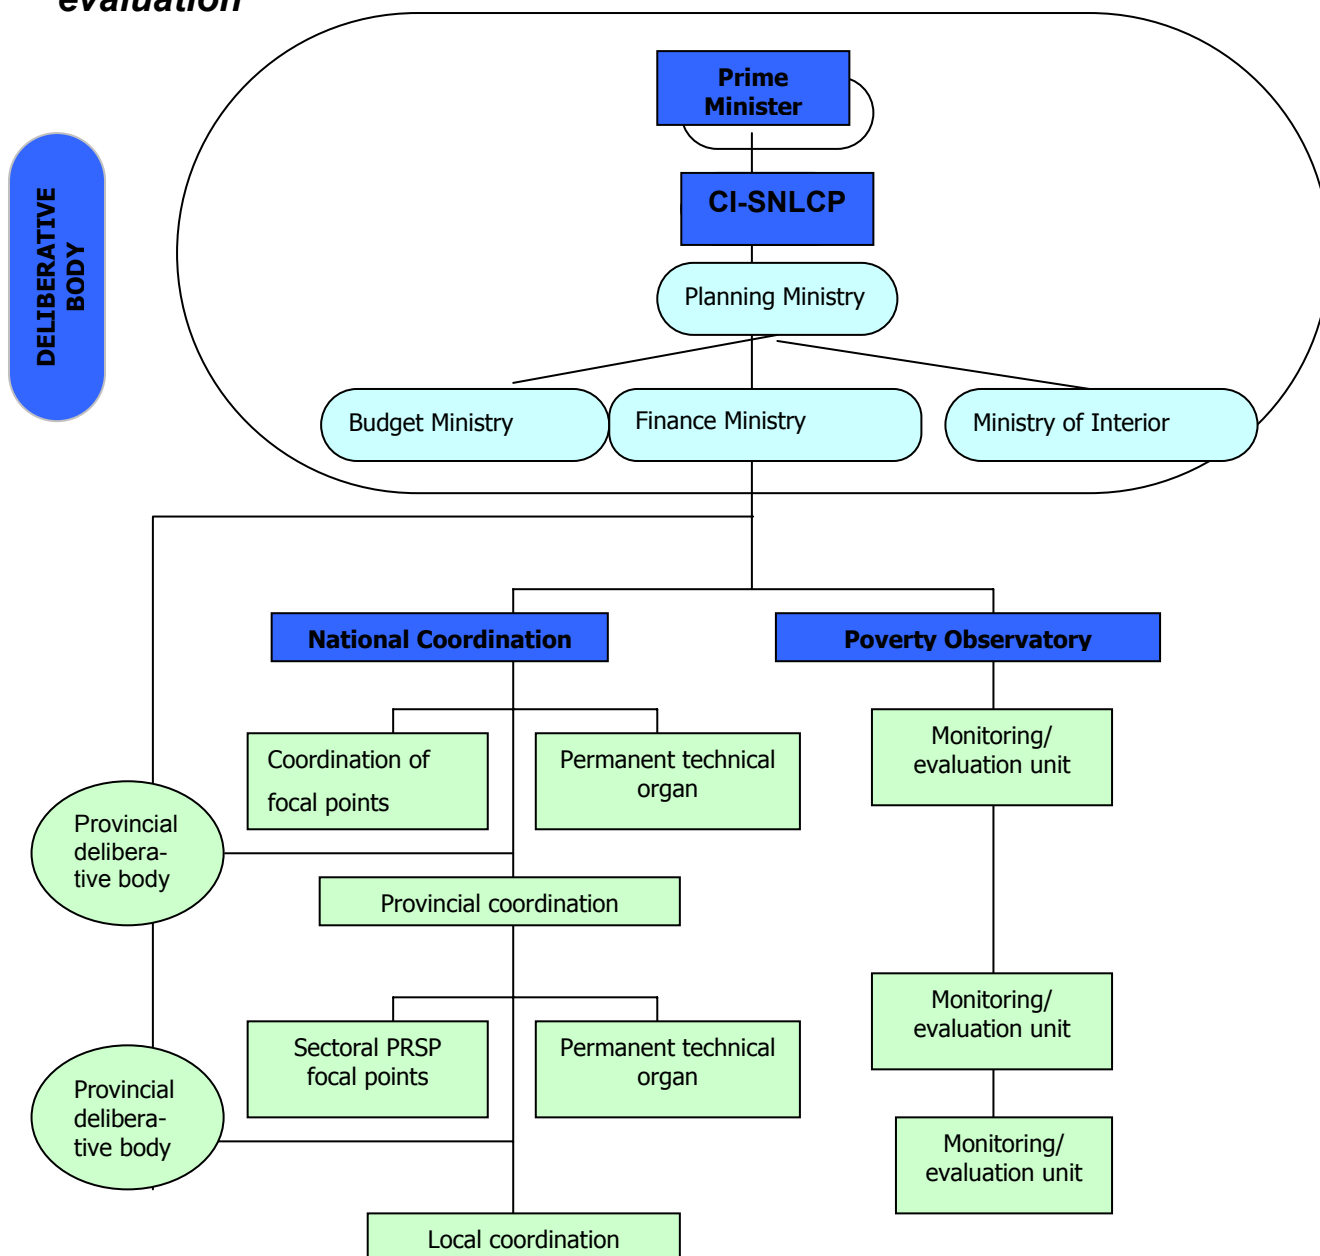 evaluation
Prime
Minister
DELIBERATIVE
BODY
CI-SNLCP
Planning Ministry
Budget Ministry
Finance Ministry
Ministry of Interior
National Coordination
Poverty Observatory
Coordination of
focal points
Permanent technical
organ
Monitoring/
evaluation unit
Provincial
delibera-
tive body
Provincial coordination
Sectoral PRSP
focal points
Permanent technical
organ
Monitoring/
evaluation unit
Provincial
delibera-
tive body
Monitoring/
evaluation unit
Local coordination